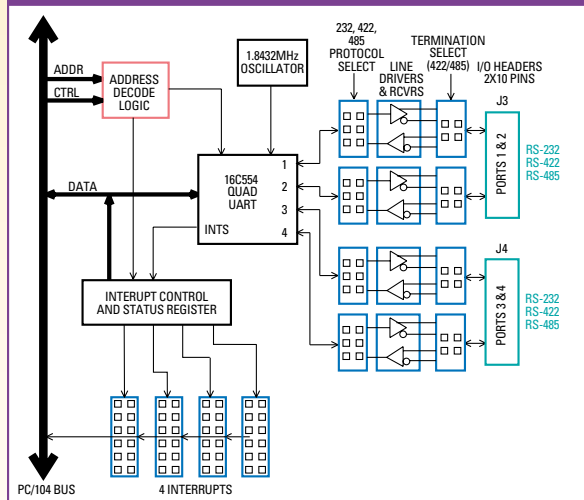 232, 422,
485
PROTOCOL
SELECT
LINE
DRIVERS
& RCVRS
TERMINATION
SELECT
(422/485)
I/O HEADERS
2X10 PINS
1.8432MHz
OSCILLATOR
ADDR
CTRL
ADDRESS
DECODE
LOGIC
J3
PORTS 1 & 2
RS-232
RS-422
RS-485
DATA
16C554
QUAD
UART
INTS
1
2
3
4
J4
PORTS 3 & 4
RS-232
RS-422
RS-485
INTERUPT CONTROL
AND STATUS REGISTER
PC/104 BUS
4 INTERRUPTS